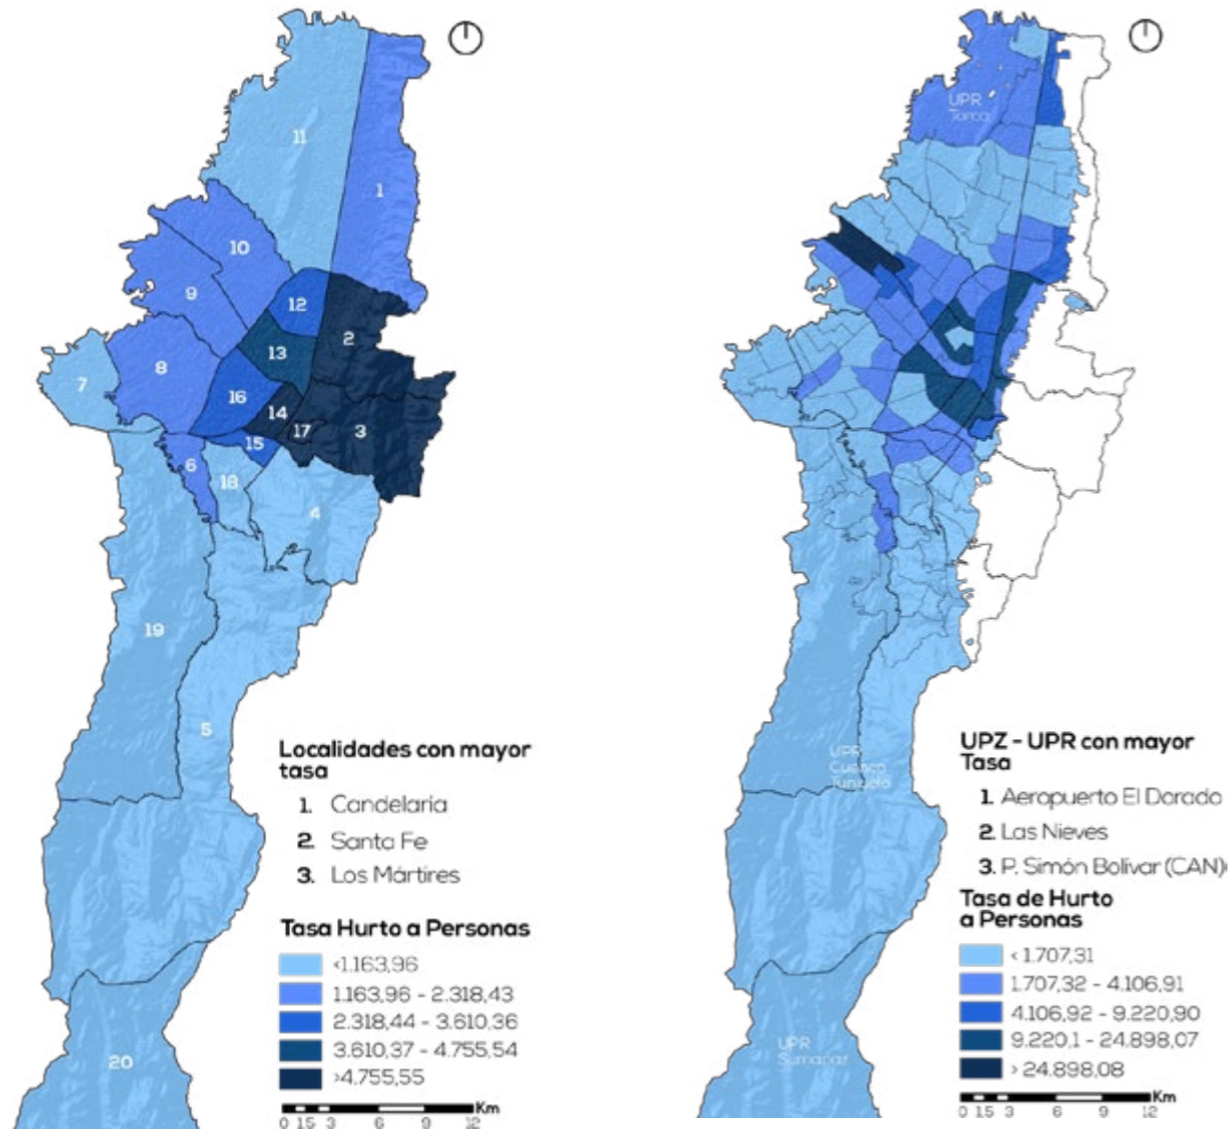 11
1
10
9
12
2
13
8
7
16
14
17
3
15
6
18
4
19
5
20
Localidades con mayor
tasa
1. Candelaria
2. Santa Fe
3. Los Mártires
Tasa Hurto a Personas
<1.163,96
1.163,96 - 2.318,43
2.318,44 - 3.610,36
3.610,37 - 4.755,54
>4.755,55
Km
0 1.5 3 6 9 12
UPR
Torca
UPR
Cuenca
Tunjuelo
UPR
Sumapaz
UPZ - UPR con mayor
Tasa
1. Aeropuerto El Dorado
2. Las Nieves
3. P. Simón Bolívar (CAN)
Tasa de Hurto
a Personas
< 1.707,31
1.707,32 - 4.106,91
4.106,92 - 9.220,90
9.220,1 - 24.898,07
> 24.898,08
Km
0 1.5 3 6 9 12